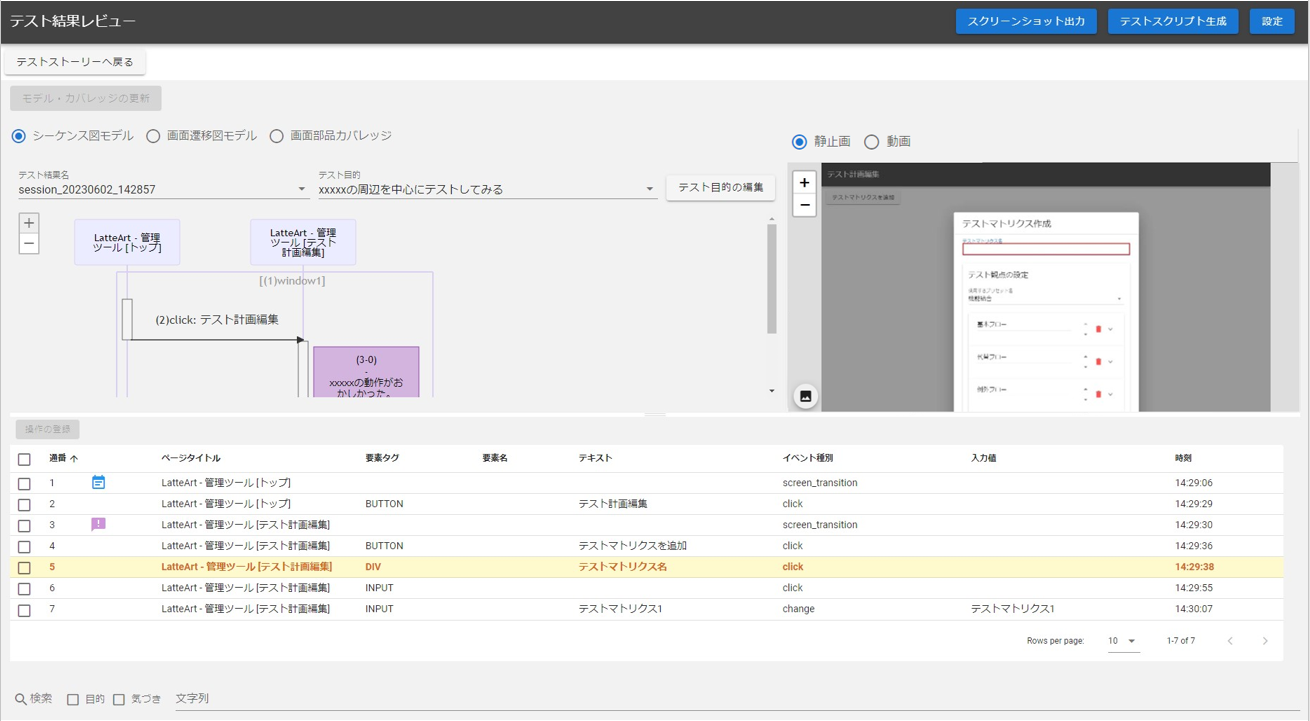 テスト結果レビュー
スクリーンショット出力 テストスクリプト生成 設定
テストストーリーへ戻る
モデル・カバレッジの更新
シーケンス図モデル 画面遷移図モデル 画面部品カバレッジ
静止画 動画
テスト結果名 テスト目的
session_20230602_142857 xxxxxの周辺を中心にテストしてみる テスト目的の編集
+
−
LatteArt - 管理
ツール [トップ]
LatteArt - 管理
ツール [テスト
計画編集]
[(1)window1]
(2)click: テスト計画編集
(3-0)
-
xxxxxの動作がお
かしかった。
+
−
テスト計画編集
テストマトリクスを追加
テストマトリクス作成
テストマトリクス名
テスト観点の設定
機能結合
基本フロー
代替フロー
例外フロー
操作の登録
通番 ページタイトル 要素タグ 要素名 テキスト イベント種別 入力値 時刻
1 LatteArt - 管理ツール [トップ] screen_transition 14:29:06
2 LatteArt - 管理ツール [トップ] BUTTON テスト計画編集 click 14:29:29
3 LatteArt - 管理ツール [テスト計画編集] screen_transition 14:29:30
4 LatteArt - 管理ツール [テスト計画編集] BUTTON テストマトリクスを追加 click 14:29:36
5 LatteArt - 管理ツール [テスト計画編集] DIV テストマトリクス名 click 14:29:38
6 LatteArt - 管理ツール [テスト計画編集] INPUT click 14:29:55
7 LatteArt - 管理ツール [テスト計画編集] INPUT テストマトリクス1 change テストマトリクス1 14:30:07
Rows per page: 10 1-7 of 7
検索 目的 気づき 文字列